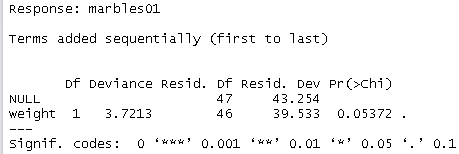 Response: marbles01
Terms added sequentially (first to last)
Df Deviance Resid. Df Resid. Dev Pr(>Chi)
NULL 47 43.254
weight 1 3.7213 46 39.533 0.05372 .
---
Signif. codes: 0 ‘***’ 0.001 ‘**’ 0.01 ‘*’ 0.05 ‘.’ 0.1